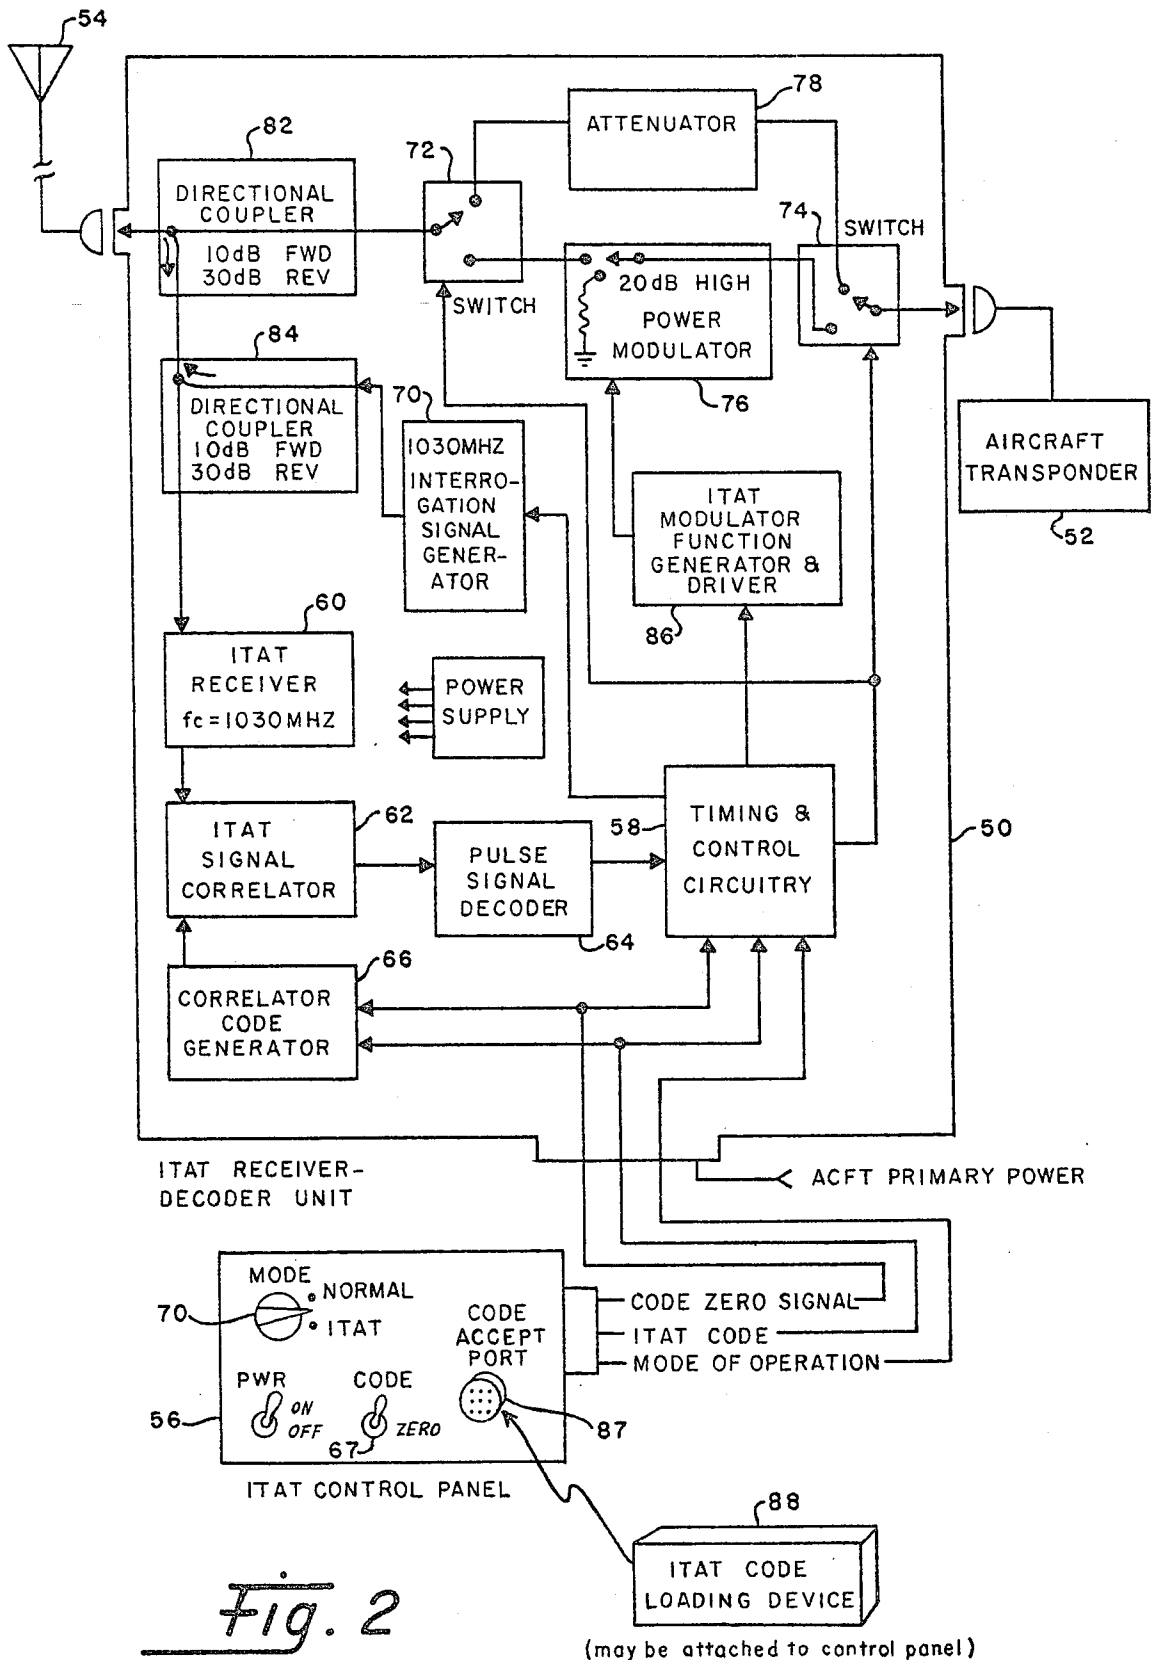 54
78
ATTENUATOR
82
72
DIRECTIONAL
COUPLER
10dB FWD
30dB REV
74
SWITCH
SWITCH
20dB HIGH
POWER
MODULATOR
76
84
DIRECTIONAL
COUPLER
10dB FWD
30dB REV
70
1030MHZ
INTERRO-
GATION
SIGNAL
GENER-
ATOR
AIRCRAFT
TRANSPONDER
52
ITAT
MODULATOR
FUNCTION
GENERATOR &
DRIVER
86
60
ITAT
RECEIVER
fc=1030MHZ
POWER
SUPPLY
62
ITAT
SIGNAL
CORRELATOR
PULSE
SIGNAL
DECODER
64
58
TIMING &
CONTROL
CIRCUITRY
50
66
CORRELATOR
CODE
GENERATOR
ITAT RECEIVER-
DECODER UNIT
ACFT PRIMARY POWER
MODE
NORMAL
ITAT
70
CODE
ACCEPT
PORT
CODE ZERO SIGNAL
ITAT CODE
MODE OF OPERATION
PWR
ON
OFF
CODE
ZERO
56
67
87
ITAT CONTROL PANEL
88
ITAT CODE
LOADING DEVICE
(may be attached to control panel)
Fig. 2